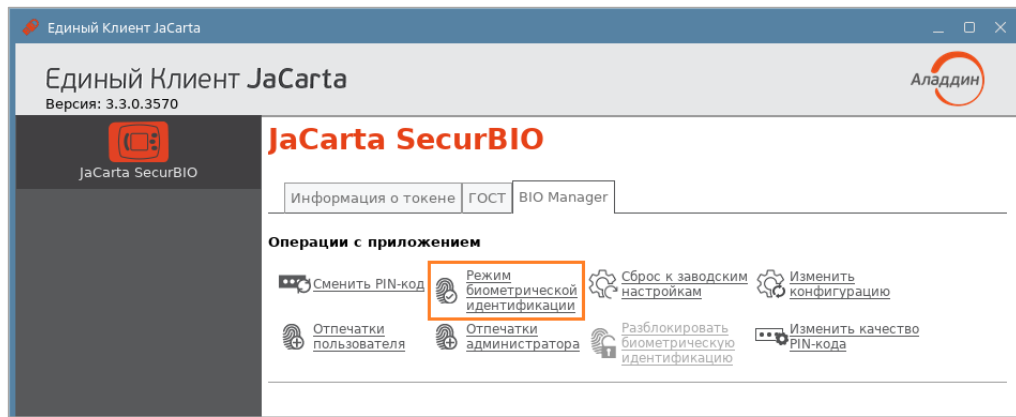 Единый Клиент JaCarta
Единый Клиент JaCarta
Версия: 3.3.0.3570
Аладдин
JaCarta SecurBIO
JaCarta SecurBIO
Информация о токене ГОСТ BIO Manager
Операции с приложением
Сменить PIN-код
Режим
биометрической
идентификации
Сброс к заводским
настройкам
Изменить
конфигурацию
Отпечатки
пользователя
Отпечатки
администратора
Разблокировать
биометрическую
идентификацию
Изменить качество
PIN-кода